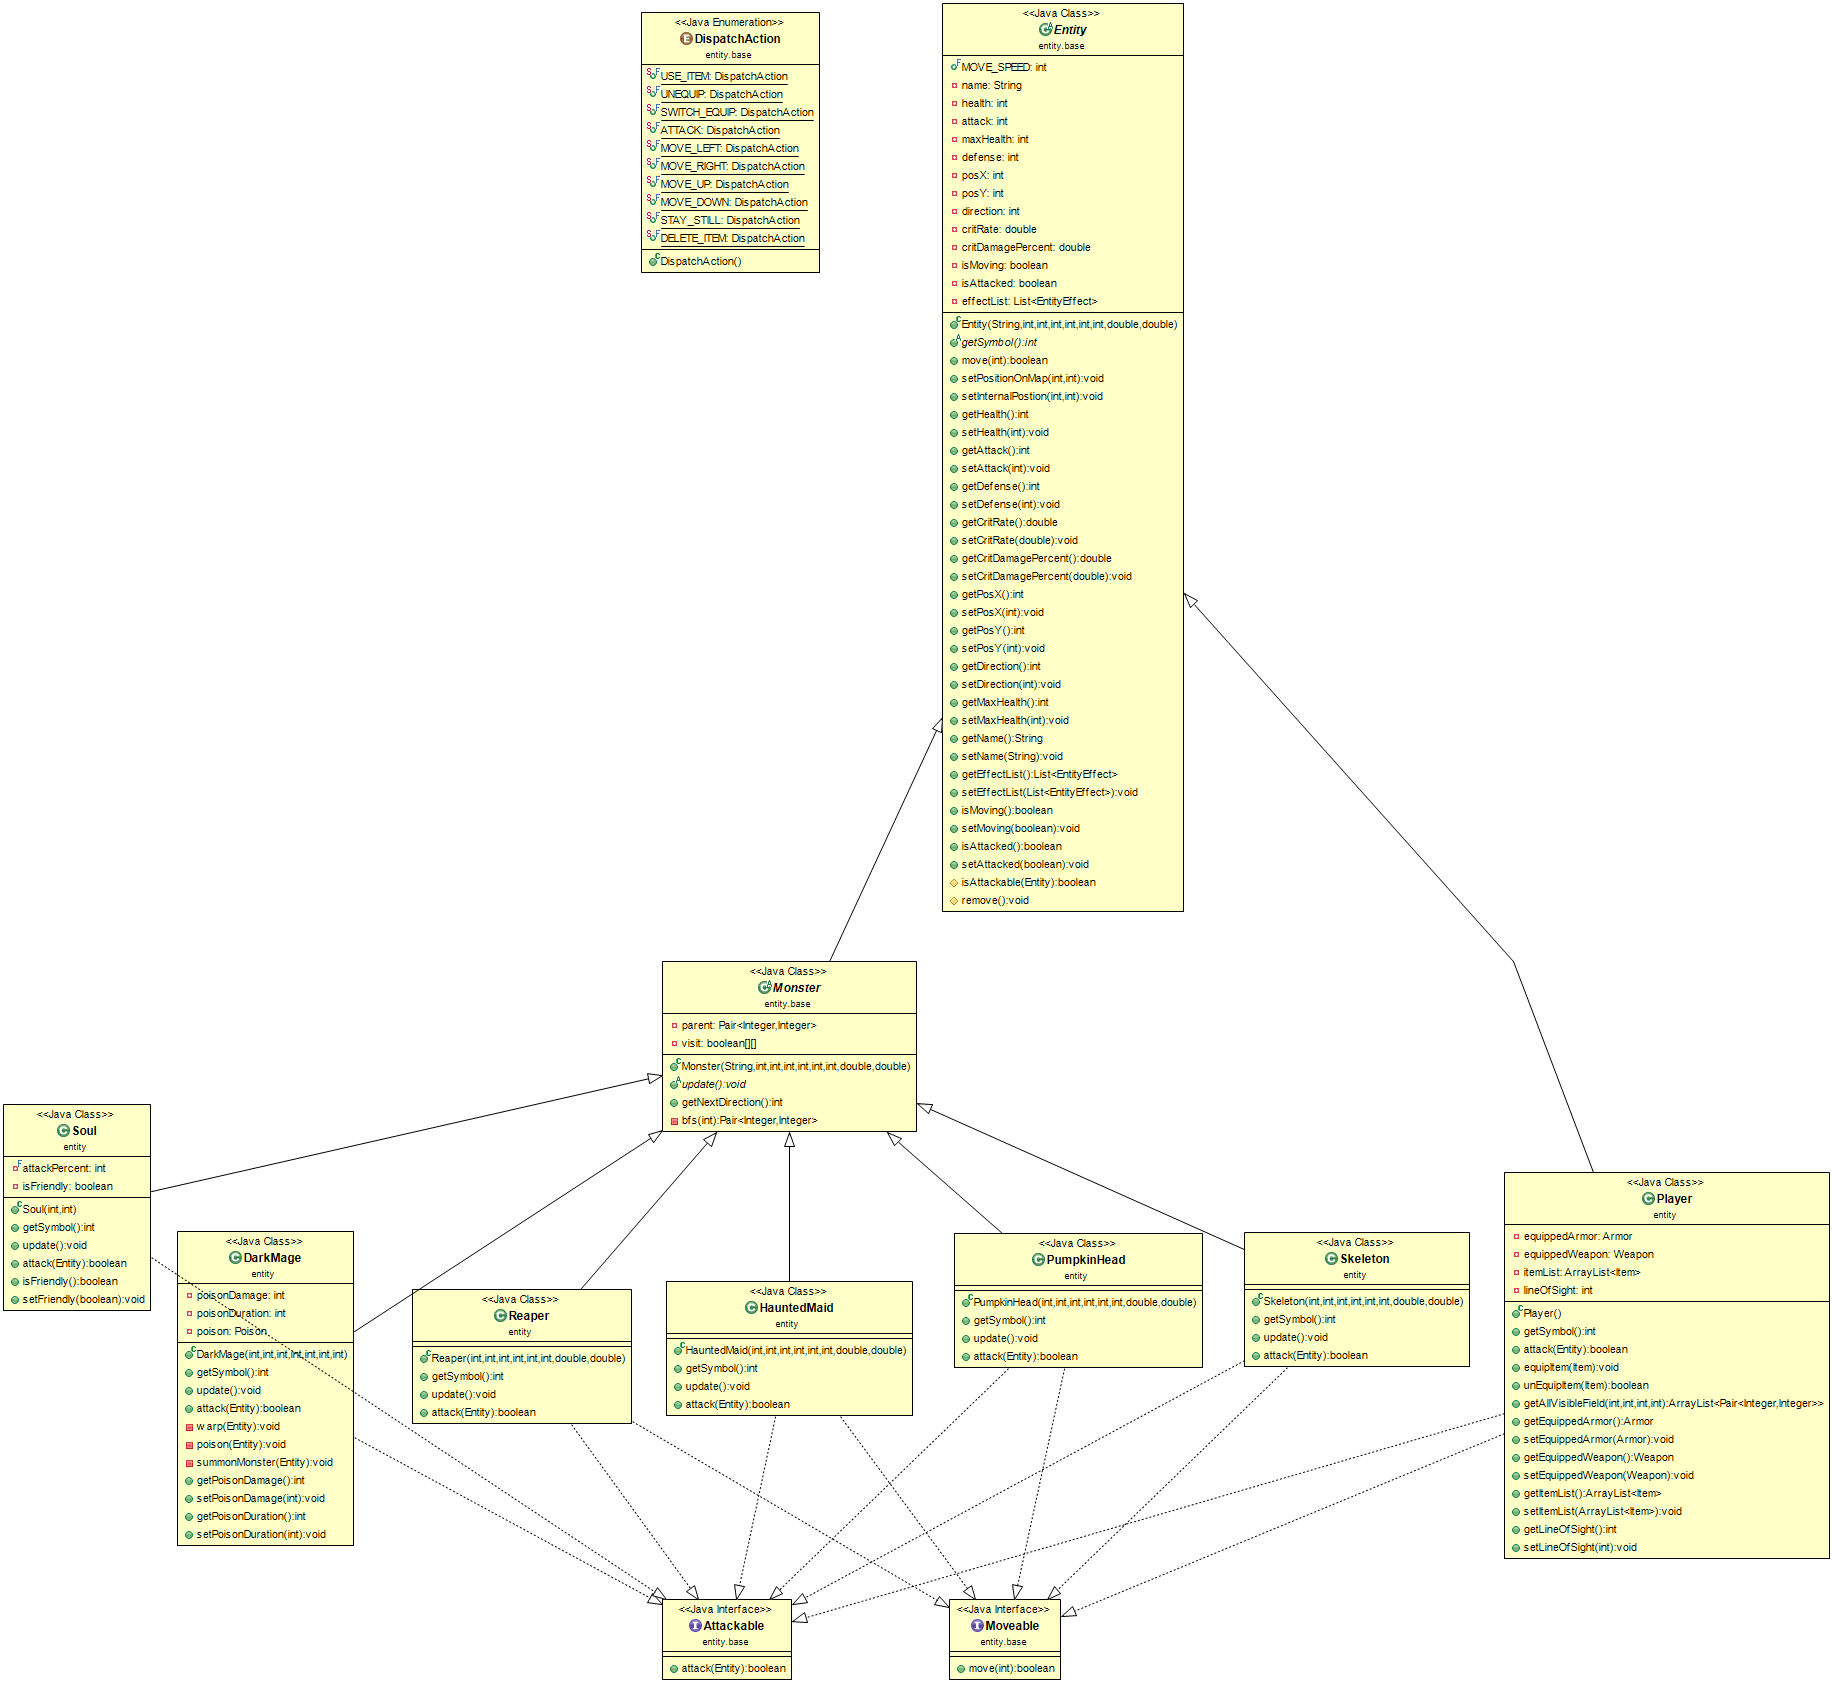 <<Java Enumeration>>
DispatchAction
entity.base
USE_ITEM: DispatchAction
UNEQUIP: DispatchAction
SWITCH_EQUIP: DispatchAction
ATTACK: DispatchAction
MOVE_LEFT: DispatchAction
MOVE_RIGHT: DispatchAction
MOVE_UP: DispatchAction
MOVE_DOWN: DispatchAction
STAY_STILL: DispatchAction
DELETE_ITEM: DispatchAction
DispatchAction()
<<Java Class>>
Entity
entity.base
MOVE_SPEED: int
name: String
health: int
attack: int
maxHealth: int
defense: int
posX: int
posY: int
direction: int
critRate: double
critDamagePercent: double
isMoving: boolean
isAttacked: boolean
effectList: List<EntityEffect>
Entity(String,int,int,int,int,int,int,double,double)
getSymbol():int
move(int):boolean
setPositionOnMap(int,int):void
setInternalPostion(int,int):void
getHealth():int
setHealth(int):void
getAttack():int
setAttack(int):void
getDefense():int
setDefense(int):void
getCritRate():double
setCritRate(double):void
getCritDamagePercent():double
setCritDamagePercent(double):void
getPosX():int
setPosX(int):void
getPosY():int
setPosY(int):void
getDirection():int
setDirection(int):void
getMaxHealth():int
setMaxHealth(int):void
getName():String
setName(String):void
getEffectList():List<EntityEffect>
setEffectList(List<EntityEffect>):void
isMoving():boolean
setMoving(boolean):void
isAttacked():boolean
setAttacked(boolean):void
isAttackable(Entity):boolean
remove():void
<<Java Class>>
Monster
entity.base
parent: Pair<Integer,Integer>
visit: boolean[][]
Monster(String,int,int,int,int,int,int,double,double)
update():void
getNextDirection():int
bfs(int):Pair<Integer,Integer>
<<Java Class>>
Soul
entity
attackPercent: int
isFriendly: boolean
Soul(int,int)
getSymbol():int
update():void
attack(Entity):boolean
isFriendly():boolean
setFriendly(boolean):void
<<Java Class>>
DarkMage
entity
poisonDamage: int
poisonDuration: int
poison: Poison
DarkMage(int,int,int,int,int,int,int)
getSymbol():int
update():void
attack(Entity):boolean
warp(Entity):void
poison(Entity):void
summonMonster(Entity):void
getPoisonDamage():int
setPoisonDamage(int):void
getPoisonDuration():int
setPoisonDuration(int):void
<<Java Class>>
Reaper
entity
Reaper(int,int,int,int,int,int,double,double)
getSymbol():int
update():void
attack(Entity):boolean
<<Java Class>>
HauntedMaid
entity
HauntedMaid(int,int,int,int,int,int,double,double)
getSymbol():int
update():void
attack(Entity):boolean
<<Java Class>>
PumpkinHead
entity
PumpkinHead(int,int,int,int,int,int,double,double)
getSymbol():int
update():void
attack(Entity):boolean
<<Java Class>>
Skeleton
entity
Skeleton(int,int,int,int,int,int,double,double)
getSymbol():int
update():void
attack(Entity):boolean
<<Java Class>>
Player
entity
equippedArmor: Armor
equippedWeapon: Weapon
itemList: ArrayList<Item>
lineOfSight: int
Player()
getSymbol():int
attack(Entity):boolean
equipItem(Item):void
unEquipItem(Item):boolean
getAllVisibleField(int,int,int,int):ArrayList<Pair<Integer,Integer>>
getEquippedArmor():Armor
setEquippedArmor(Armor):void
getEquippedWeapon():Weapon
setEquippedWeapon(Weapon):void
getItemList():ArrayList<Item>
setItemList(ArrayList<Item>):void
getLineOfSight():int
setLineOfSight(int):void
<<Java Interface>>
Attackable
entity.base
attack(Entity):boolean
<<Java Interface>>
Moveable
entity.base
move(int):boolean